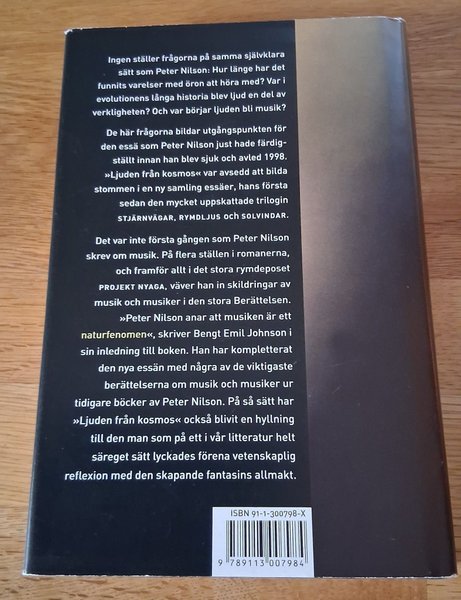 Ingen ställer frågorna på samma självklara
sätt som Peter Nilson: Hur länge har det
funnits varelser med öron att höra med? Var i
evolutionens långa historia blev ljud en del av
verkligheten? Och var börjar ljuden bli musik?
De här frågorna bildar utgångspunkten för
den essä som Peter Nilson just hade färdig-
ställt innan han blev sjuk och avled 1998.
»Ljuden från kosmos« var avsedd att bilda
stommen i en ny samling essäer, hans första
sedan den mycket uppskattade trilogin
STJÄRNVÄGAR, RYMDLJUS OCH SOLVINDAR.
Det var inte första gången som Peter Nilson
skrev om musik. På flera ställen i romanerna,
och framför allt i det stora rymdeposet
PROJEKT NYAGA, väver han in skildringar av
musik och musiker i den stora Berättelsen.
»Peter Nilson anar att musiken är ett
naturfenomen«, skriver Bengt Emil Johnson i
sin inledning till boken. Han har kompletterat
den nya essän med några av de viktigaste
berättelserna om musik och musiker ur
tidigare böcker av Peter Nilson. På så sätt har
»Ljuden från kosmos« också blivit en hyllning
till den man som på ett i vår litteratur helt
säreget sätt lyckades förena vetenskaplig
reflexion med den skapande fantasins allmakt.
ISBN 91-1-300798-X
9 789113 007984